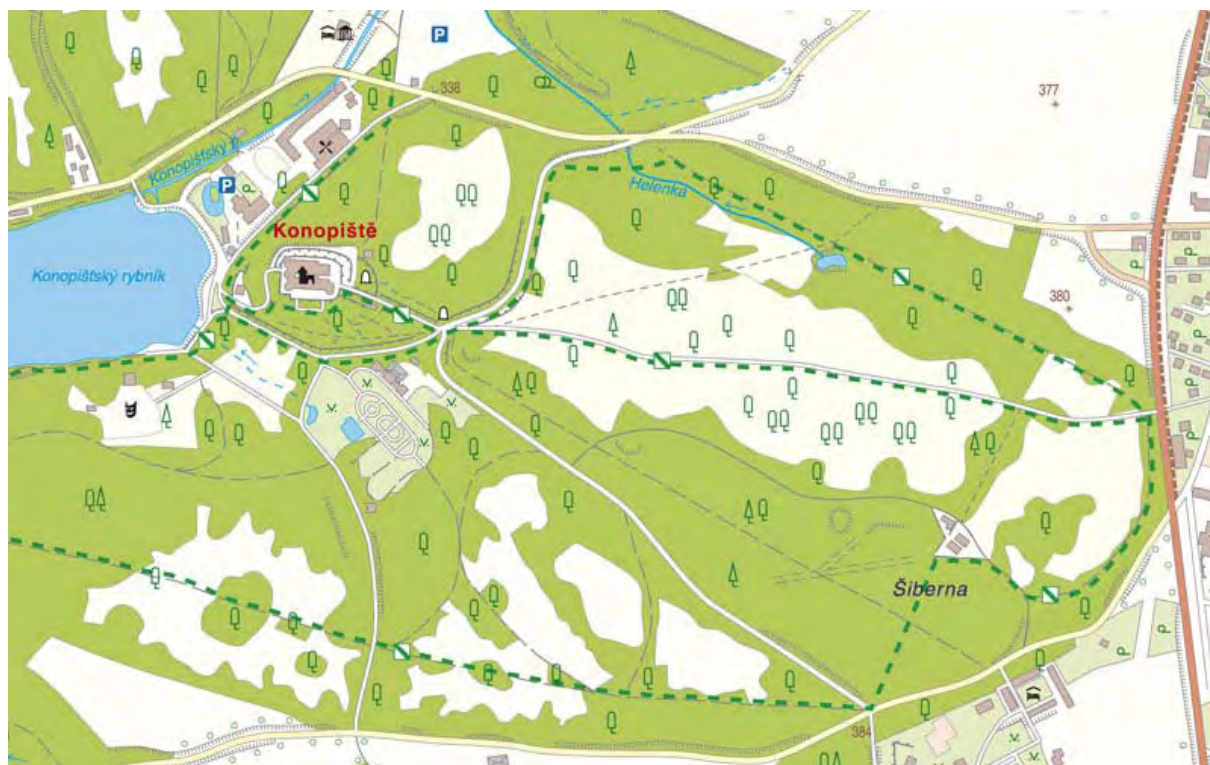 P
338
377
Konopišťský p.
P
Helenka
Konopiště
Konopišťský rybník
380
Šiberna
384